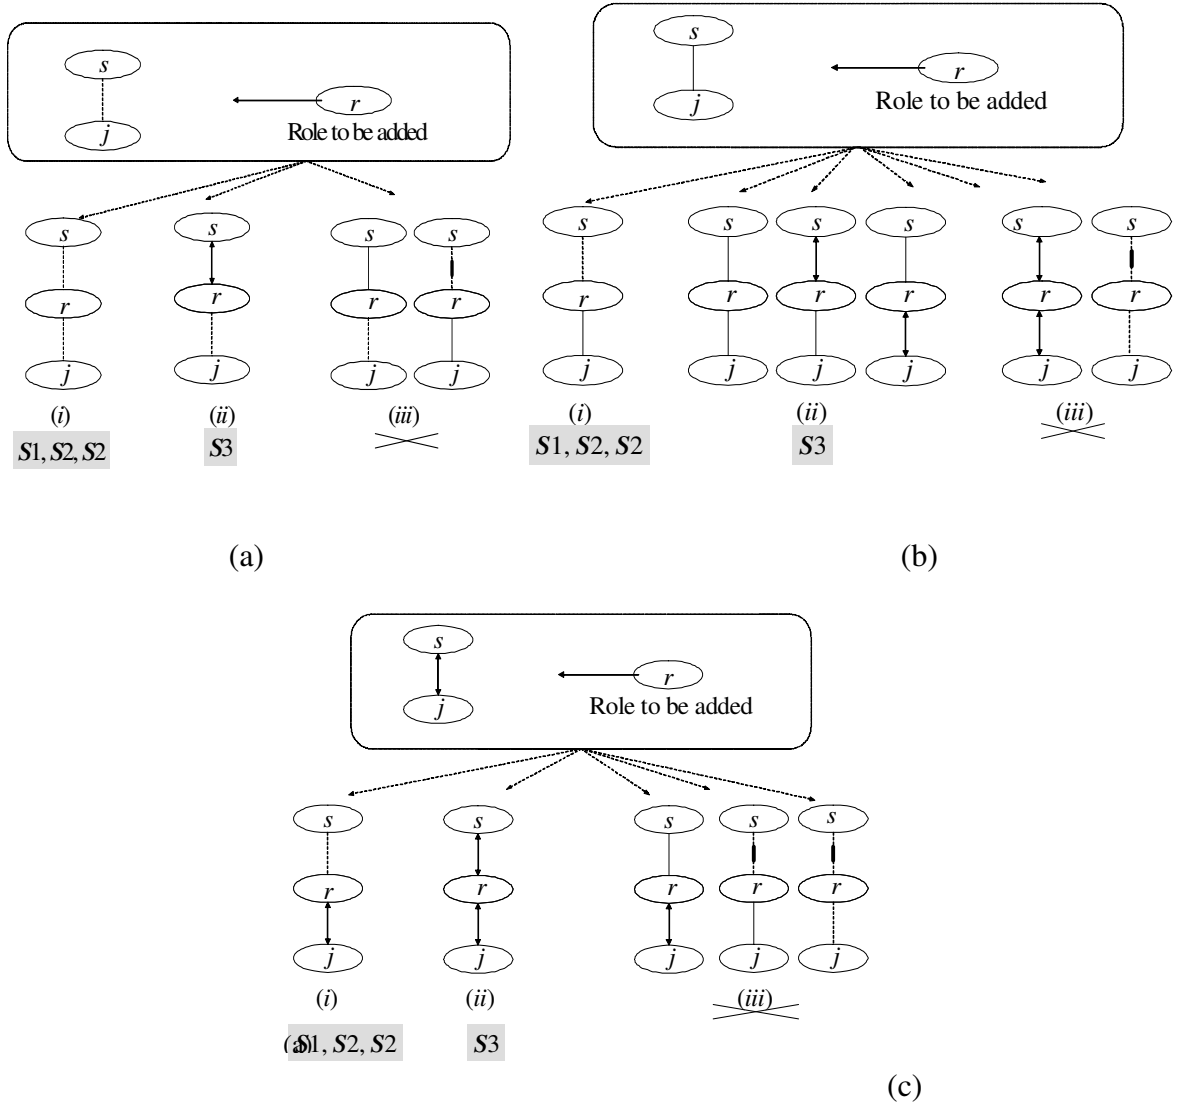 s
j
r
Role to be added
s s s s
r r r r
j j j j
(i) (ii) (iii)
S1, S2, S2 S3
(a)
s
j
r
Role to be added
s s s s s s
r r r r r r
j j j j j j
(i) (ii) (iii)
S1, S2, S2 S3
(b)
s
j
r
Role to be added
s s s s s
r r r r r
j j j j j
(i) (ii) (iii)
(a) S1, S2, S2 S3
(c)